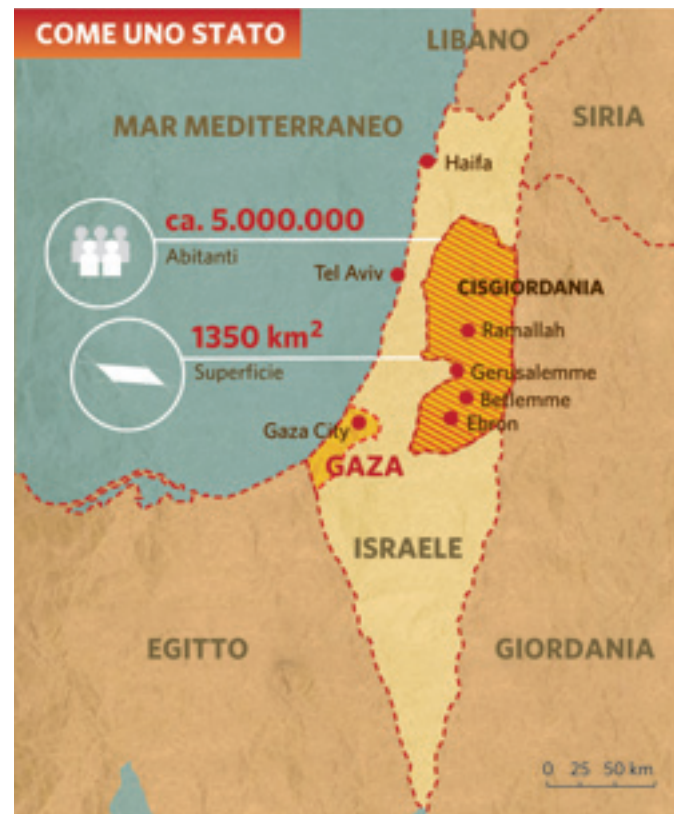 COME UNO STATO
LIBANO
SIRIA
MAR MEDITERRANEO
Haifa
ca. 5.000.000
Abitanti
Tel Aviv
CISGIORDANIA
1350 km²
Superficie
Ramallah
Gerusalemme
Betlemme
Ebron
Gaza City
GAZA
ISRAELE
EGITTO
GIORDANIA
0 25 50 km